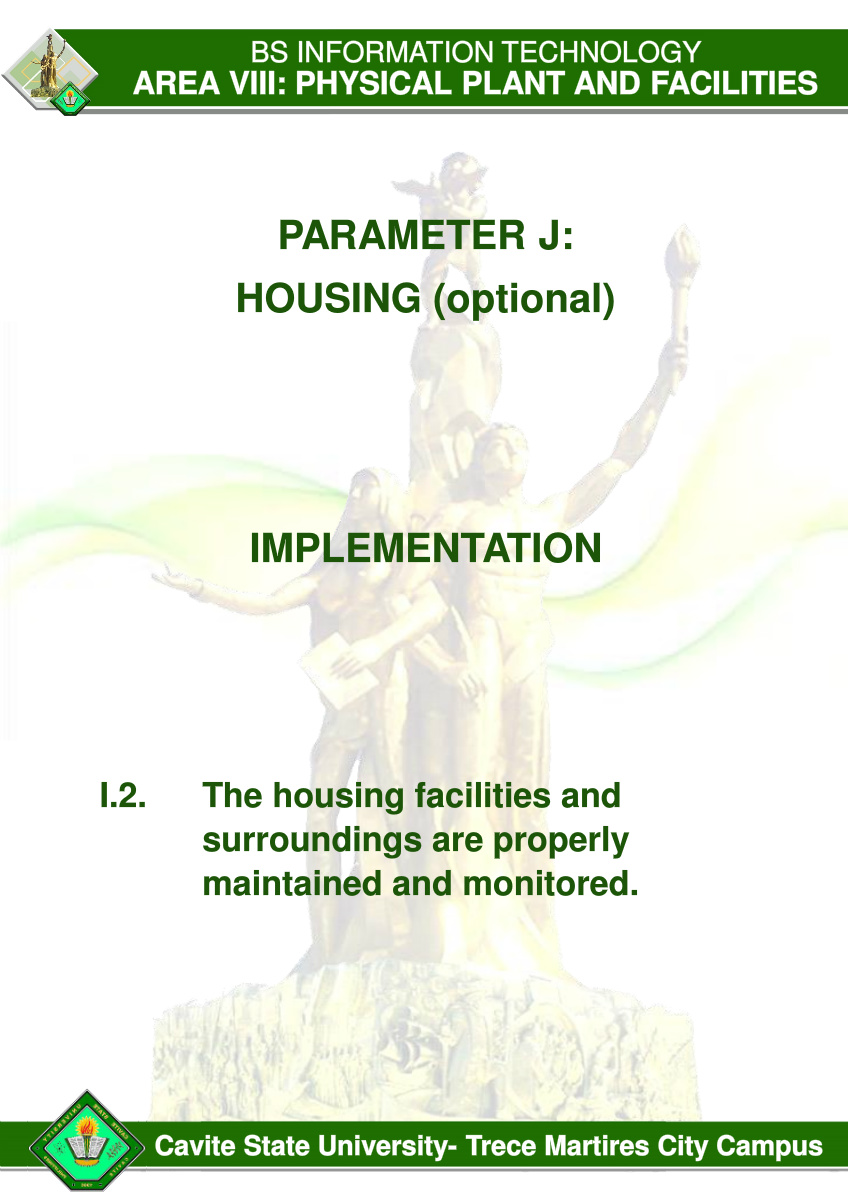 BS INFORMATION TECHNOLOGY
AREA VIII: PHYSICAL PLANT AND FACILITIES
PARAMETER J:
HOUSING (optional)
IMPLEMENTATION
I.2. The housing facilities and
surroundings are properly
maintained and monitored.
Cavite State University- Trece Martires City Campus